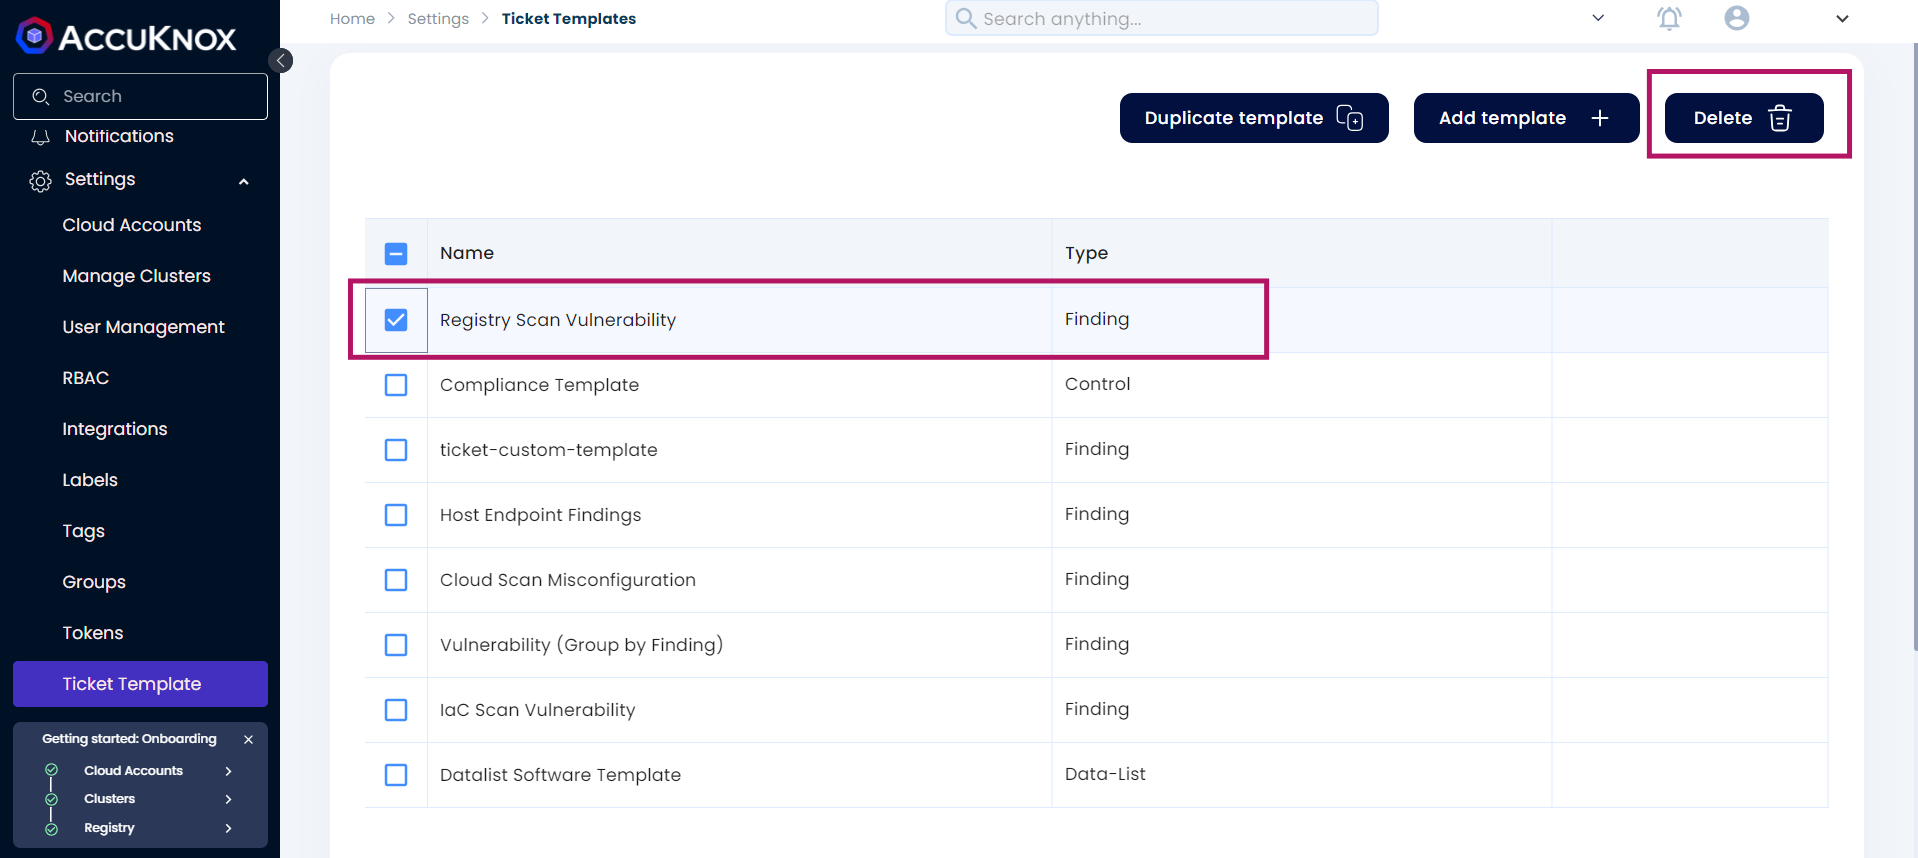 ACCUKNOX
Home > Settings > Ticket Templates
Search anything...
Search
Notifications
Settings
Cloud Accounts
Manage Clusters
User Management
RBAC
Integrations
Labels
Tags
Groups
Tokens
Ticket Template
Getting started: Onboarding
Cloud Accounts
Clusters
Registry
Duplicate template
Add template
Delete
Name Type
Registry Scan Vulnerability Finding
Compliance Template Control
ticket-custom-template Finding
Host Endpoint Findings Finding
Cloud Scan Misconfiguration Finding
Vulnerability (Group by Finding) Finding
IaC Scan Vulnerability Finding
Datalist Software Template Data-List